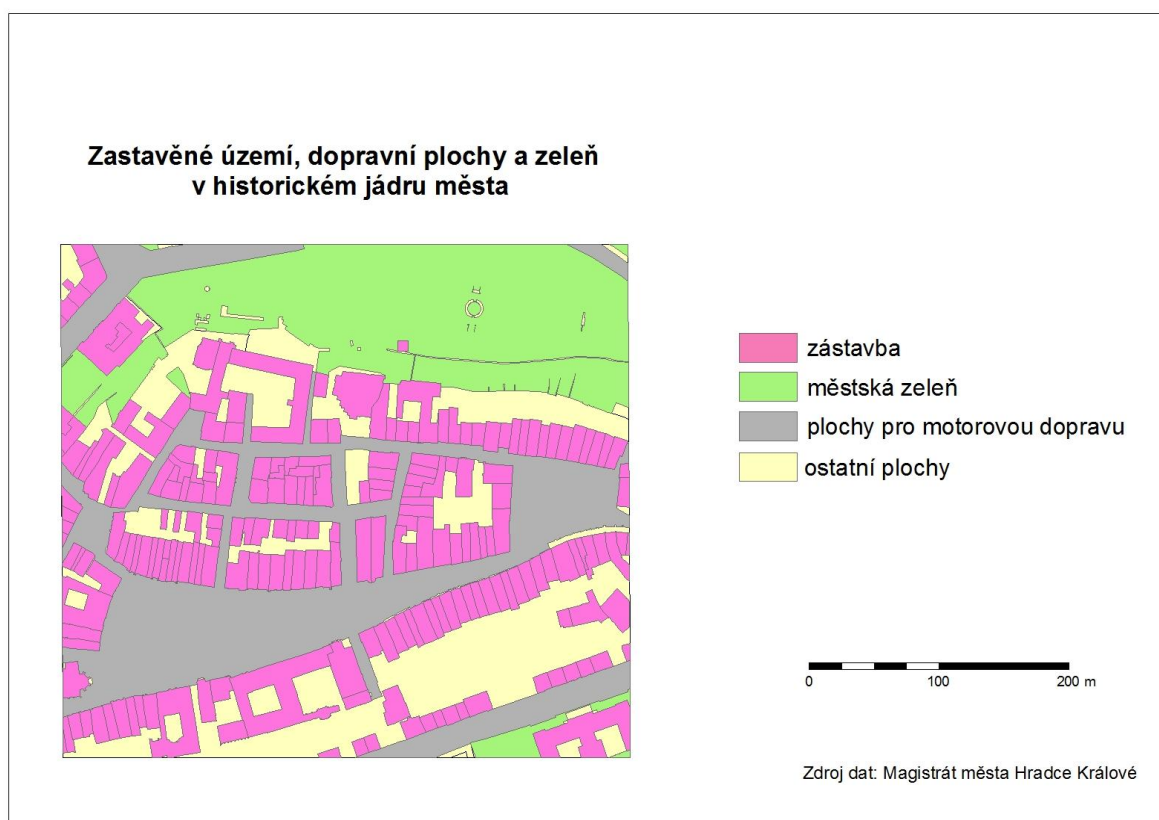 Zastavěné území, dopravní plochy a zeleň
v historickém jádru města
zástavba
městská zeleň
plochy pro motorovou dopravu
ostatní plochy
0 100 200 m
Zdroj dat: Magistrát města Hradce Králové